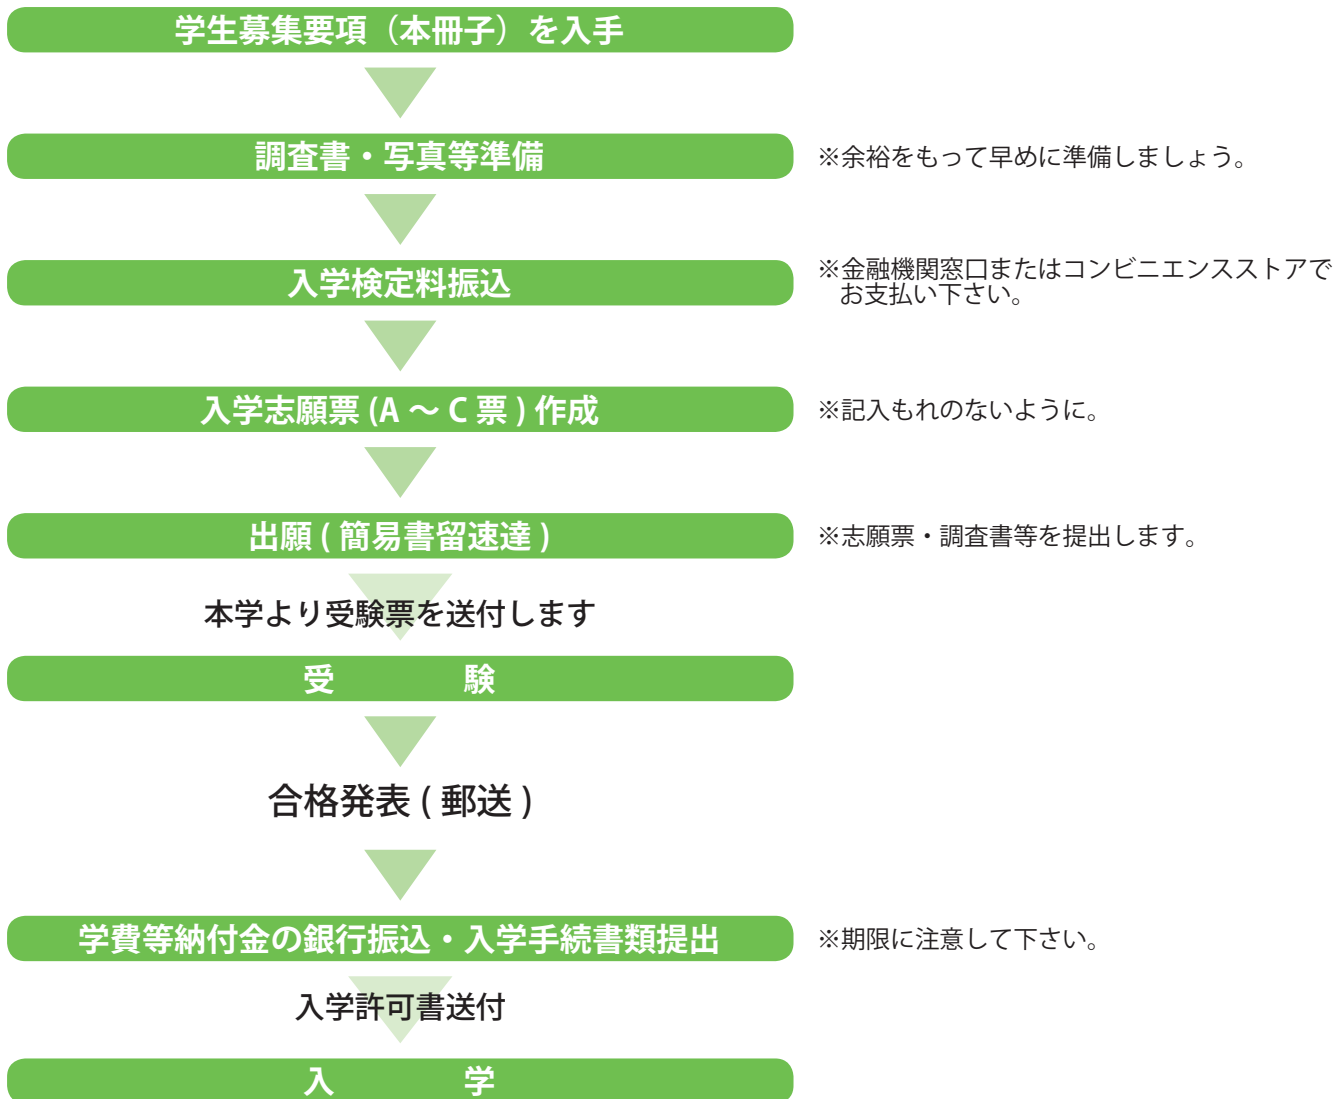 学生募集要項（本冊子）を入手
調査書・写真等準備
※余裕をもって早めに準備しましょう。
入学検定料振込
※金融機関窓口またはコンビニエンスストアで
お支払い下さい。
入学志願票 (A ～ C 票 ) 作成
※記入もれのないように。
出願 ( 簡易書留速達 )
※志願票・調査書等を提出します。
本学より受験票を送付します
受　　　　験
合格発表 ( 郵送 )
学費等納付金の銀行振込・入学手続書類提出
※期限に注意して下さい。
入学許可書送付
入　　　　学